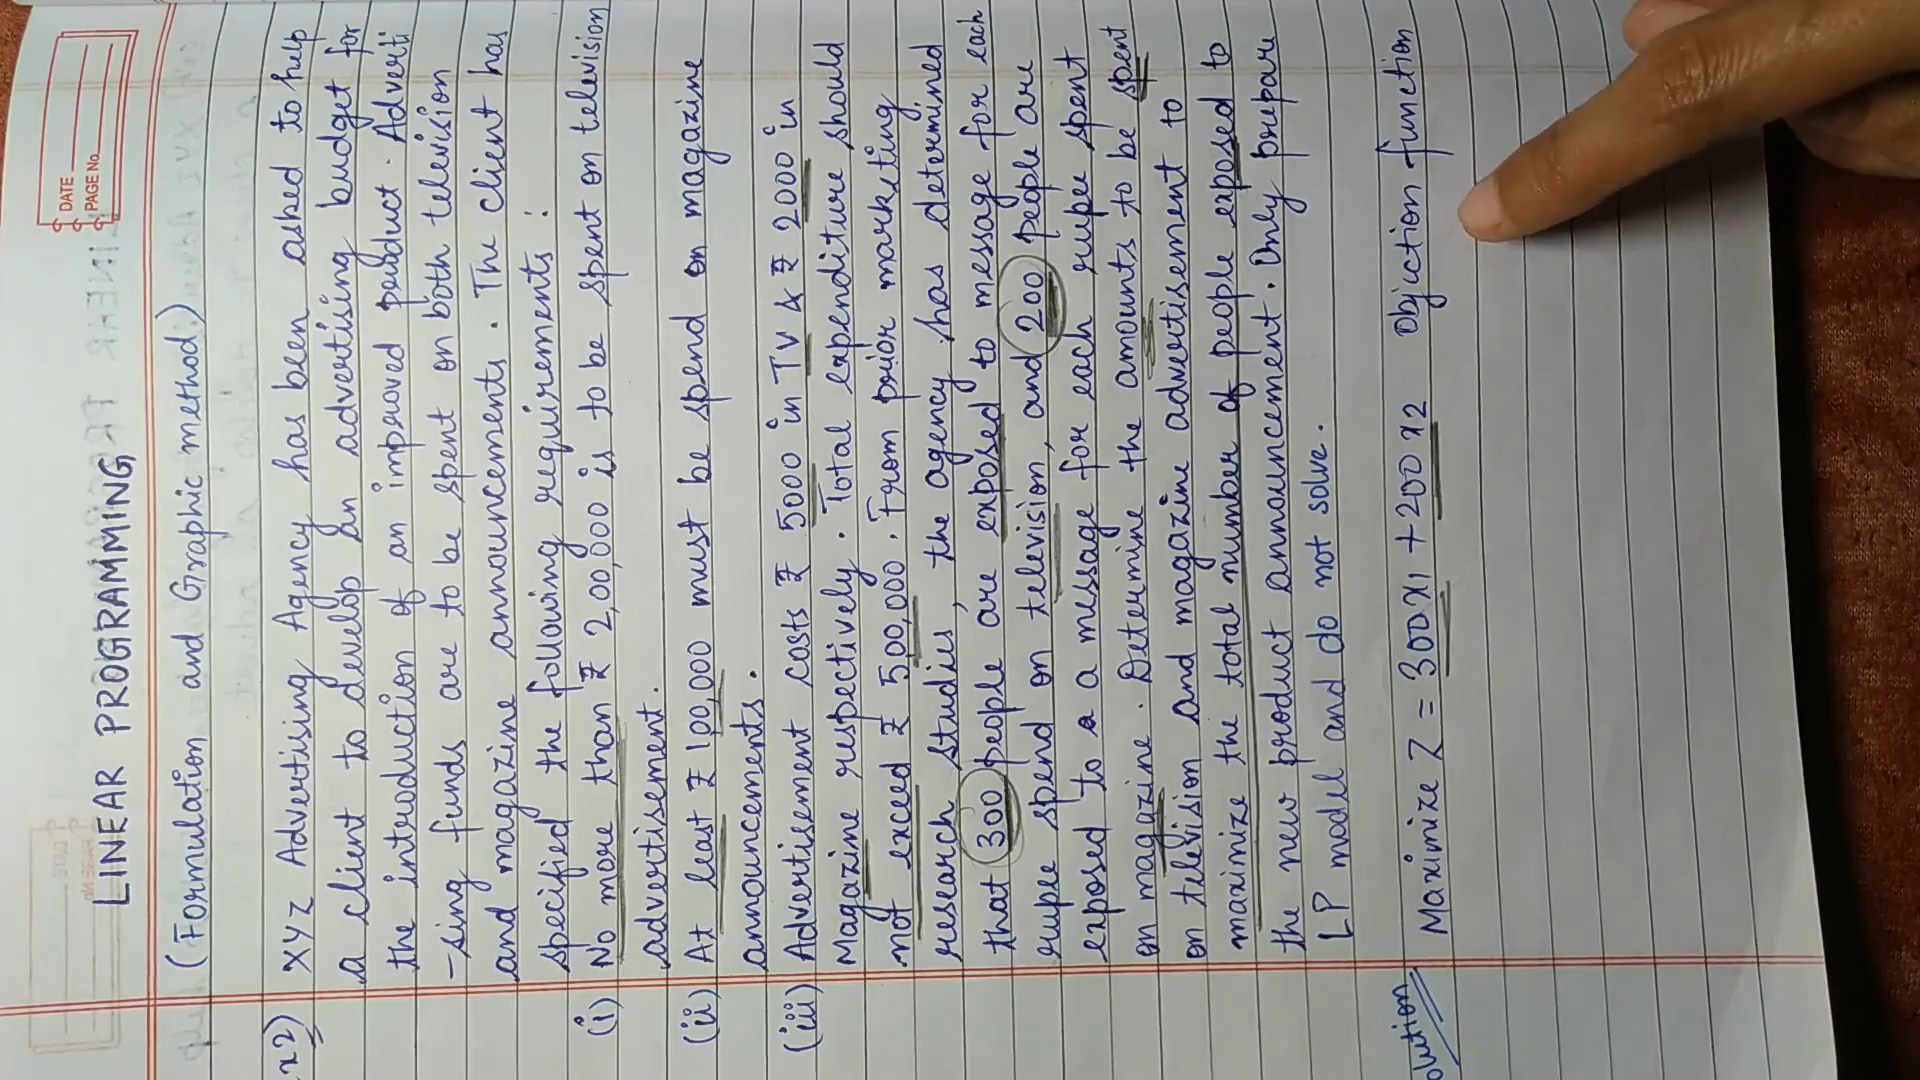 DATE
PAGE No.
LINEAR PROGRAMMING
(Formulation and Graphic method.)
x2) XYZ Advertising Agency has been asked to help
a client to develop an advertising budget for
the introduction of an improved product. Adverti
-sing funds are to be spent on both television
and magazine announcements. The client has
specified the following requirements:
(i) No more than ₹ 2,00,000 is to be spent on television
advertisement.
(ii) At least ₹ 1,00,000 must be spend on magazine
announcements.
(iii) Advertisement costs ₹ 5000 in TV & ₹ 2000 in
Magazine respectively. Total expenditure should
not exceed ₹ 5,00,000. From prior marketing
research studies, the agency has determined
that 300 people are exposed to message for each
rupee spend on television, and 200 people are
exposed to a a message for each rupee spent
on magazine. Determine the amounts to be spent
on television and magazine advertisement to
maximize the total number of people exposed to
the new product announcement. Only prepare
LP model and do not solve.
olution Maximize Z = 300x1 + 200x2 Objiction function